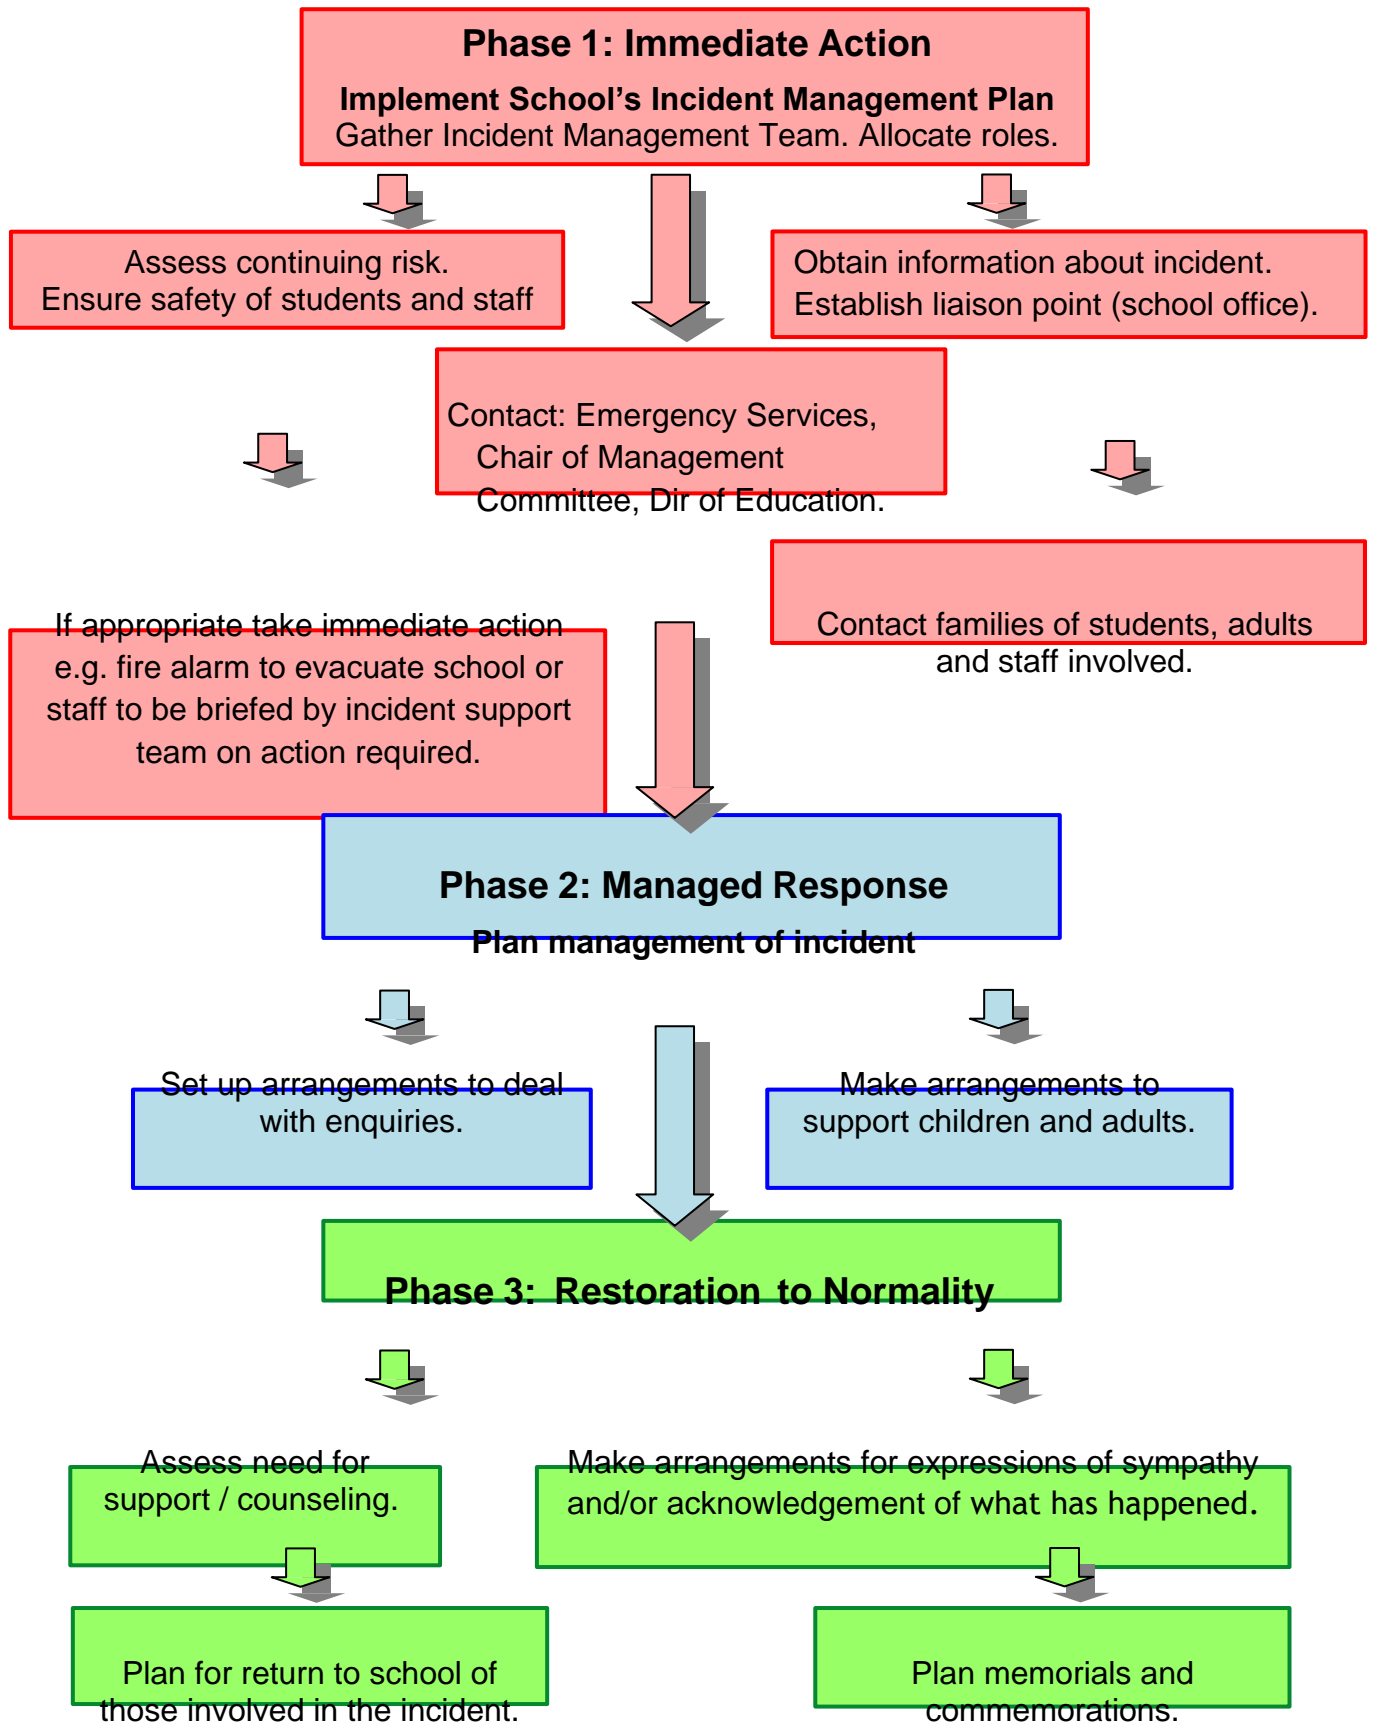 Phase 1: Immediate Action
Implement School’s Incident Management Plan
Gather Incident Management Team. Allocate roles.
Assess continuing risk.
Ensure safety of students and staff
Obtain information about incident.
Establish liaison point (school office).
Contact: Emergency Services,
Chair of Management
Committee, Dir of Education.
If appropriate take immediate action
e.g. fire alarm to evacuate school or
staff to be briefed by incident support
team on action required.
Contact families of students, adults
and staff involved.
Phase 2: Managed Response
Plan management of incident
Set up arrangements to deal
with enquiries.
Make arrangements to
support children and adults.
Phase 3: Restoration to Normality
Assess need for
support / counseling.
Make arrangements for expressions of sympathy
and/or acknowledgement of what has happened.
Plan for return to school of
those involved in the incident.
Plan memorials and
commemorations.